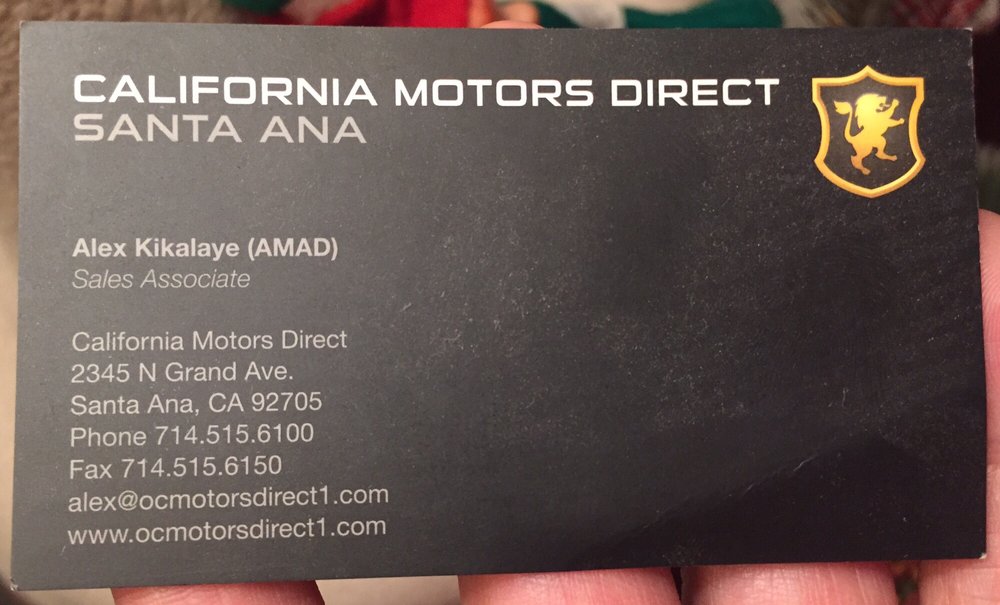 CALIFORNIA MOTORS DIRECT
SANTA ANA
Alex Kikalaye (AMAD)
Sales Associate
California Motors Direct
2345 N Grand Ave.
Santa Ana, CA 92705
Phone 714.515.6100
Fax 714.515.6150
alex@ocmotorsdirect1.com
www.ocmotorsdirect1.com